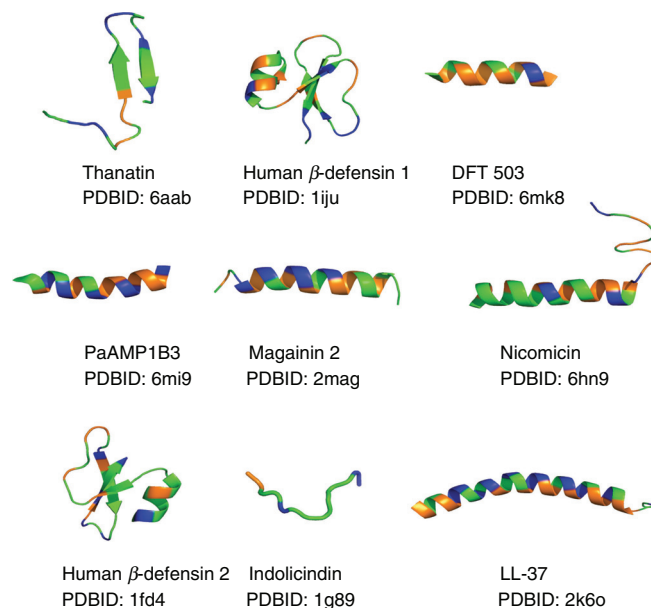 Thanatin
PDBID: 6aab
Human β-defensin 1
PDBID: 1iju
DFT 503
PDBID: 6mk8
PaAMP1B3
PDBID: 6mi9
Magainin 2
PDBID: 2mag
Nicomicin
PDBID: 6hn9
Human β-defensin 2
PDBID: 1fd4
Indolicindin
PDBID: 1g89
LL-37
PDBID: 2k6o